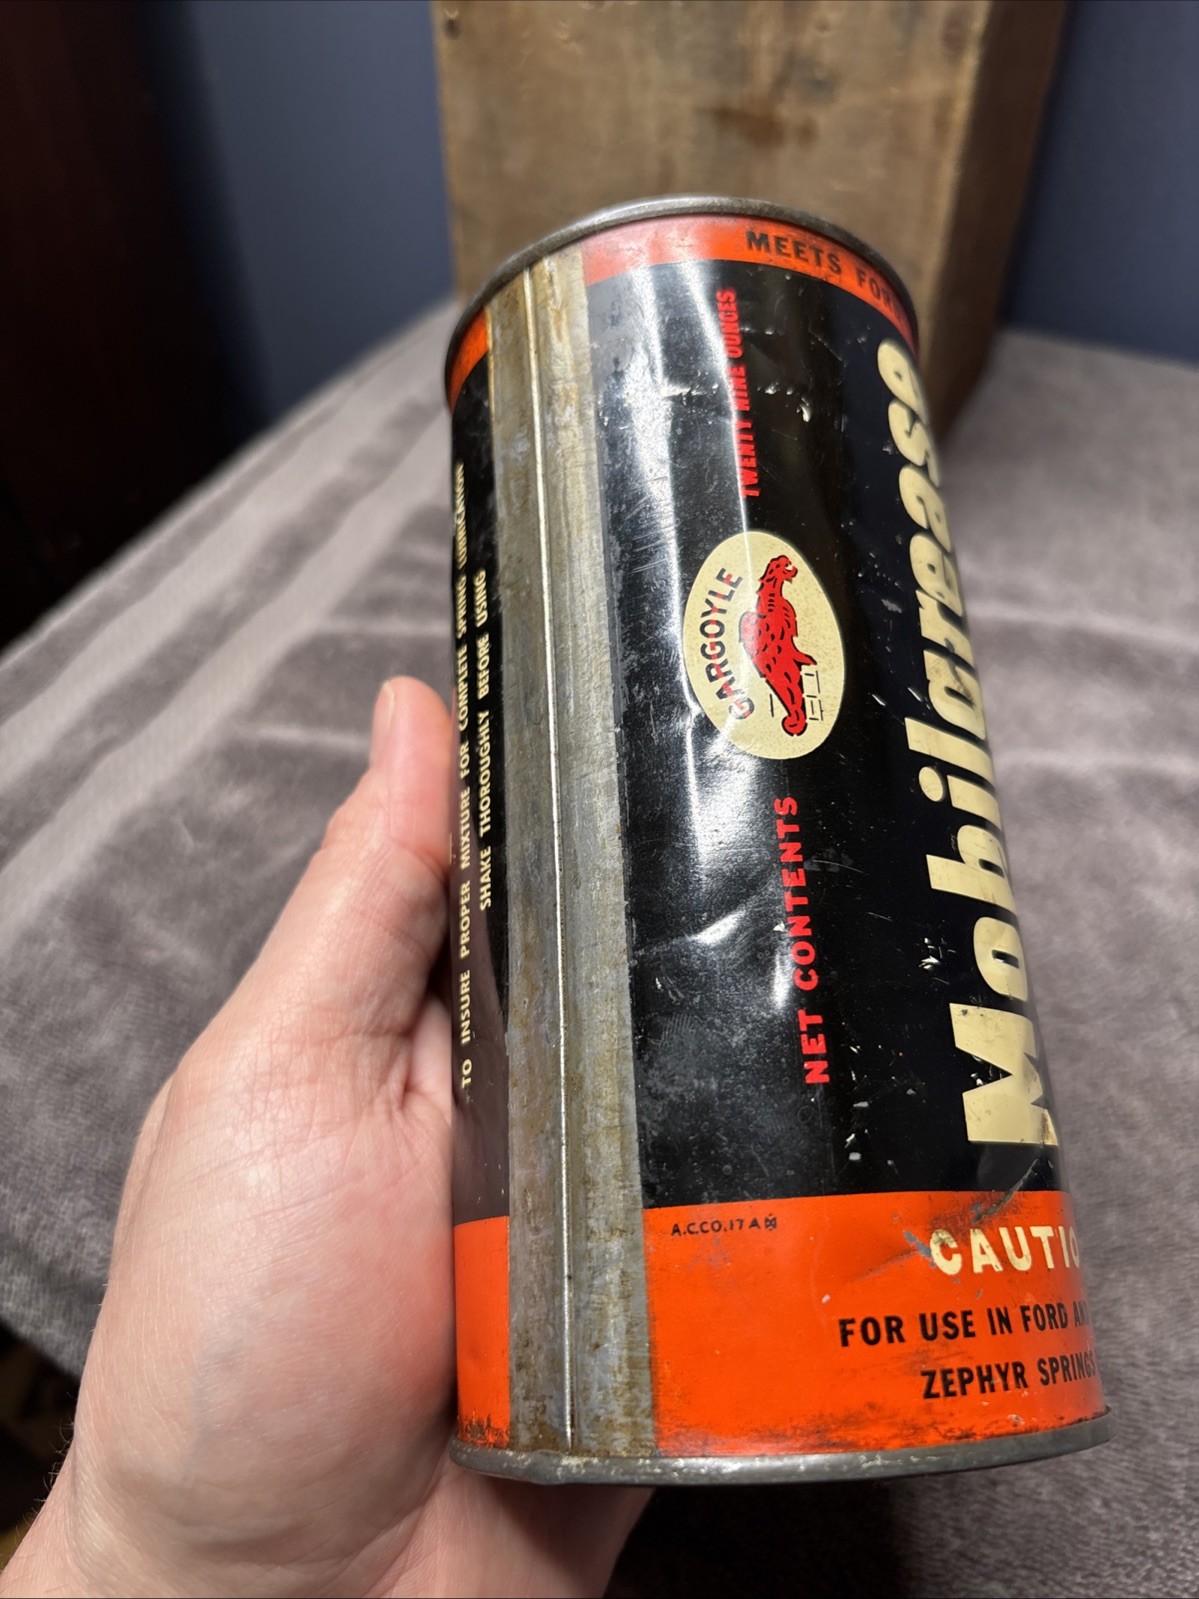 MEETS FOR
TO INSURE PROPER MIXTURE FOR COMPLETE SPRING LUBRICATION
SHAKE THOROUGHLY BEFORE USING
NET CONTENTS
GARGOYLE
TWENTY NINE OUNCES
Mobilgrease
A.C.CO.17A
CAUTIO
FOR USE IN FORD AN
ZEPHYR SPRINGS